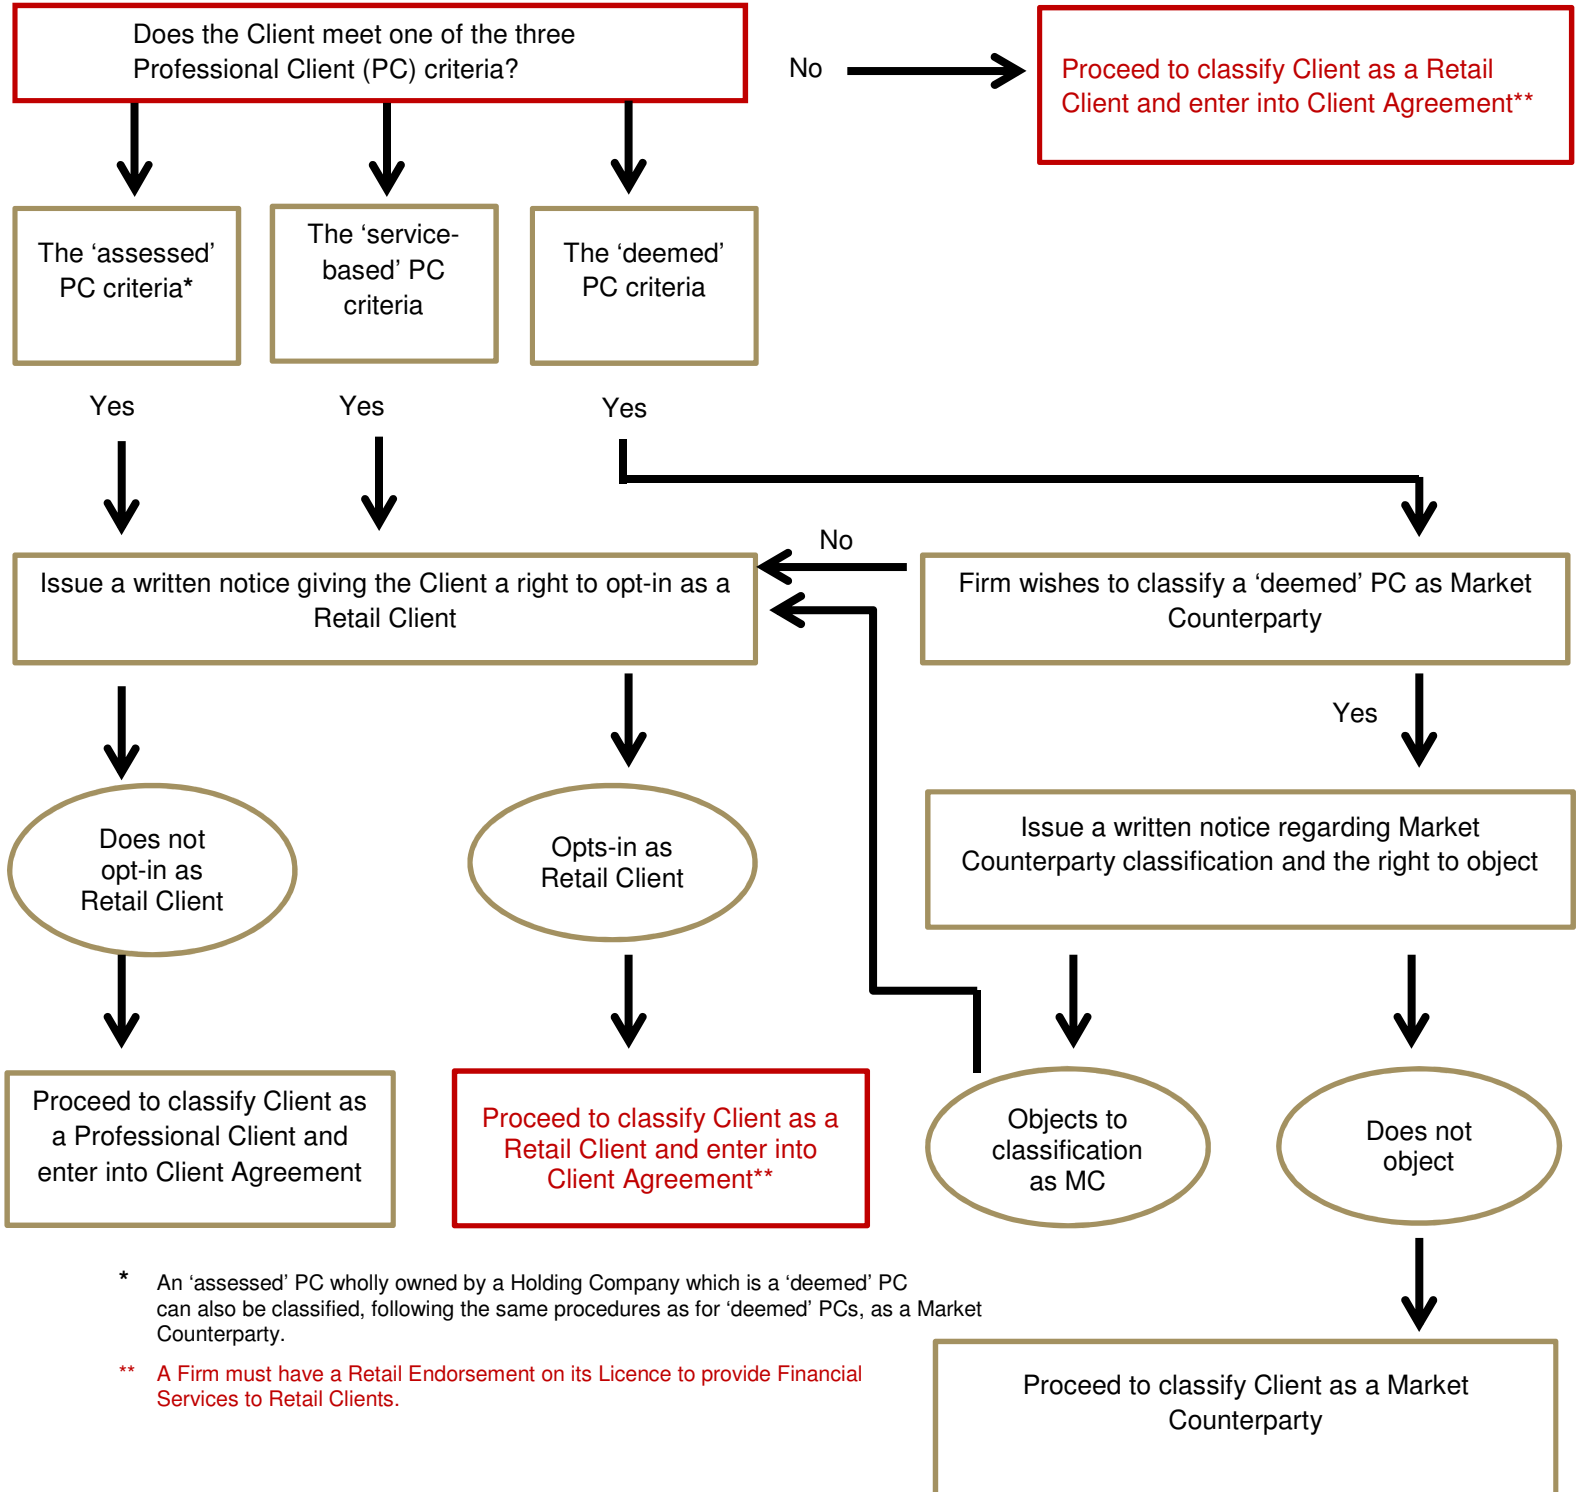 Does the Client meet one of the three
Professional Client (PC) criteria?
No
Proceed to classify Client as a Retail
Client and enter into Client Agreement**
The ‘assessed’
PC criteria*
The ‘service-
based’ PC
criteria
The ‘deemed’
PC criteria
Yes
Yes
Yes
No
Issue a written notice giving the Client a right to opt-in as a
Retail Client
Firm wishes to classify a ‘deemed’ PC as Market
Counterparty
Yes
Does not
opt-in as
Retail Client
Opts-in as
Retail Client
Issue a written notice regarding Market
Counterparty classification and the right to object
Proceed to classify Client as
a Professional Client and
enter into Client Agreement
Proceed to classify Client as a
Retail Client and enter into
Client Agreement**
Objects to
classification
as MC
Does not
object
* An ‘assessed’ PC wholly owned by a Holding Company which is a ‘deemed’ PC
can also be classified, following the same procedures as for ‘deemed’ PCs, as a Market
Counterparty.
** A Firm must have a Retail Endorsement on its Licence to provide Financial
Services to Retail Clients.
Proceed to classify Client as a Market
Counterparty